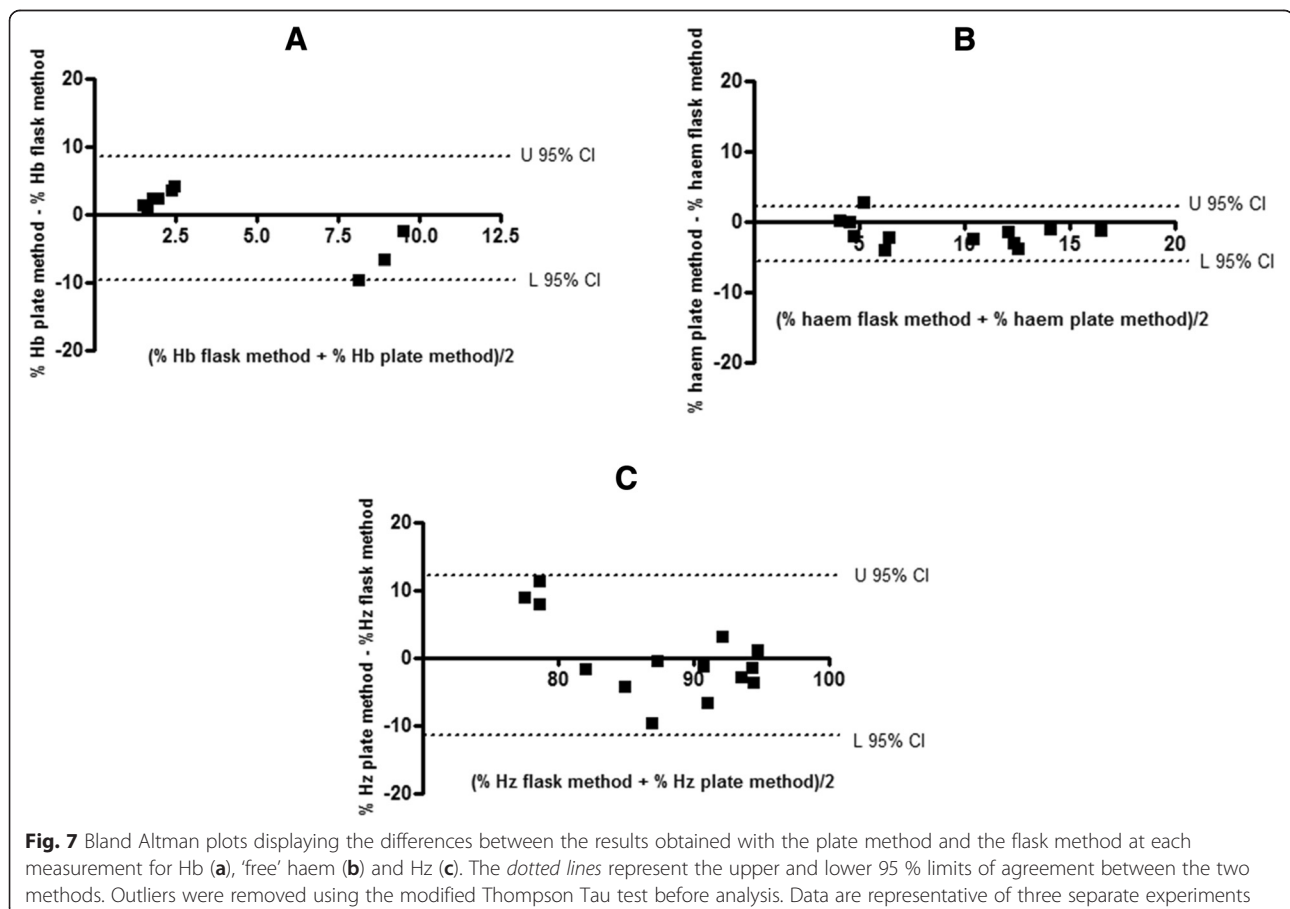 A
% Hb plate method - % Hb flask method
20
10
0
-10
-20
2.5
5.0
7.5
10.0
12.5
U 95% CI
L 95% CI
(% Hb flask method + % Hb plate method)/2
B
% haem plate method - % haem flask method
20
10
0
-10
-20
5
10
15
20
U 95% CI
L 95% CI
(% haem flask method + % haem plate method)/2
C
% Hz plate method - %Hz flask method
20
10
0
-10
-20
80
90
100
U 95% CI
L 95% CI
(% Hz flask method + % Hz plate method)/2
Fig. 7 Bland Altman plots displaying the differences between the results obtained with the plate method and the flask method at each
measurement for Hb (a), ‘free’ haem (b) and Hz (c). The dotted lines represent the upper and lower 95 % limits of agreement between the two
methods. Outliers were removed using the modified Thompson Tau test before analysis. Data are representative of three separate experiments